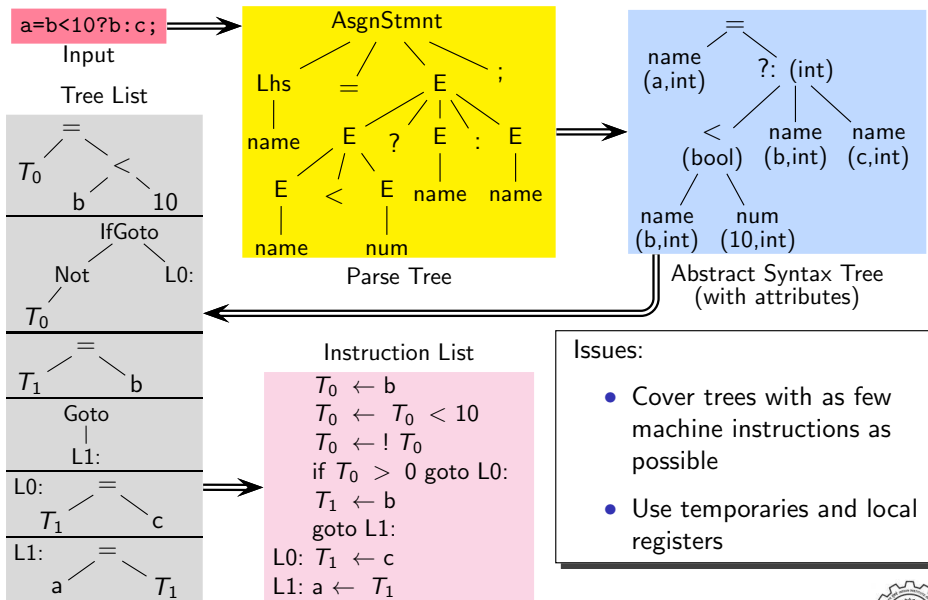 a=b<10?b:c;
Input
AsgnStmnt
Lhs = E ;
name E ? E : E
E < E name name
name num
Parse Tree
=
name
(a,int)
?: (int)
<
(bool)
name
(b,int)
name
(c,int)
name
(b,int)
num
(10,int)
Abstract Syntax Tree
(with attributes)
Tree List
=
T₀ <
b 10
IfGoto
Not L0:
T₀
=
T₁ b
Goto
L1:
L0: =
T₁ c
L1: =
a T₁
Instruction List
T₀ ← b
T₀ ← T₀ < 10
T₀ ← ! T₀
if T₀ > 0 goto L0:
T₁ ← b
goto L1:
L0: T₁ ← c
L1: a ← T₁
Issues:
• Cover trees with as few
machine instructions as
possible
• Use temporaries and local
registers